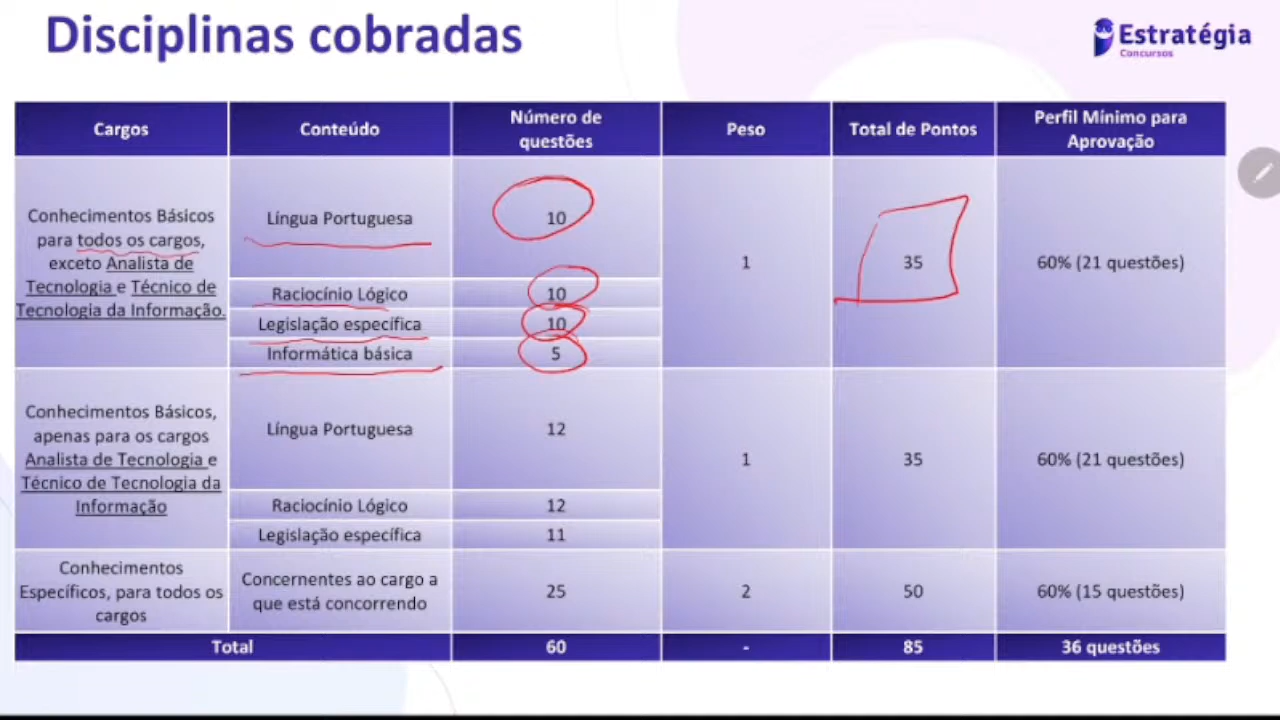 Disciplinas cobradas
Estratégia
Concursos
Cargos
Conteúdo
Número de
questões
Peso
Total de Pontos
Perfil Mínimo para
Aprovação
Conhecimentos Básicos
para todos os cargos,
exceto Analista de
Tecnologia e Técnico de
Tecnologia da Informação.
Língua Portuguesa
10
Raciocínio Lógico
10
Legislação específica
10
Informática básica
5
1
35
60% (21 questões)
Conhecimentos Básicos,
apenas para os cargos
Analista de Tecnologia e
Técnico de Tecnologia da
Informação
Língua Portuguesa
12
Raciocínio Lógico
12
Legislação específica
11
1
35
60% (21 questões)
Conhecimentos
Específicos, para todos os
cargos
Concernentes ao cargo a
que está concorrendo
25
2
50
60% (15 questões)
Total
60
-
85
36 questões